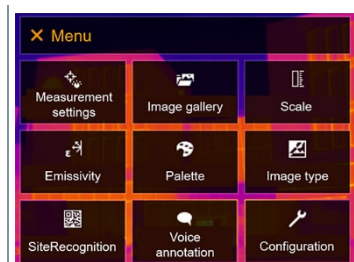 Menu
Measurement
settings
Image gallery
Scale
Emissivity
Palette
Image type
SiteRecognition
Voice
annotation
Configuration